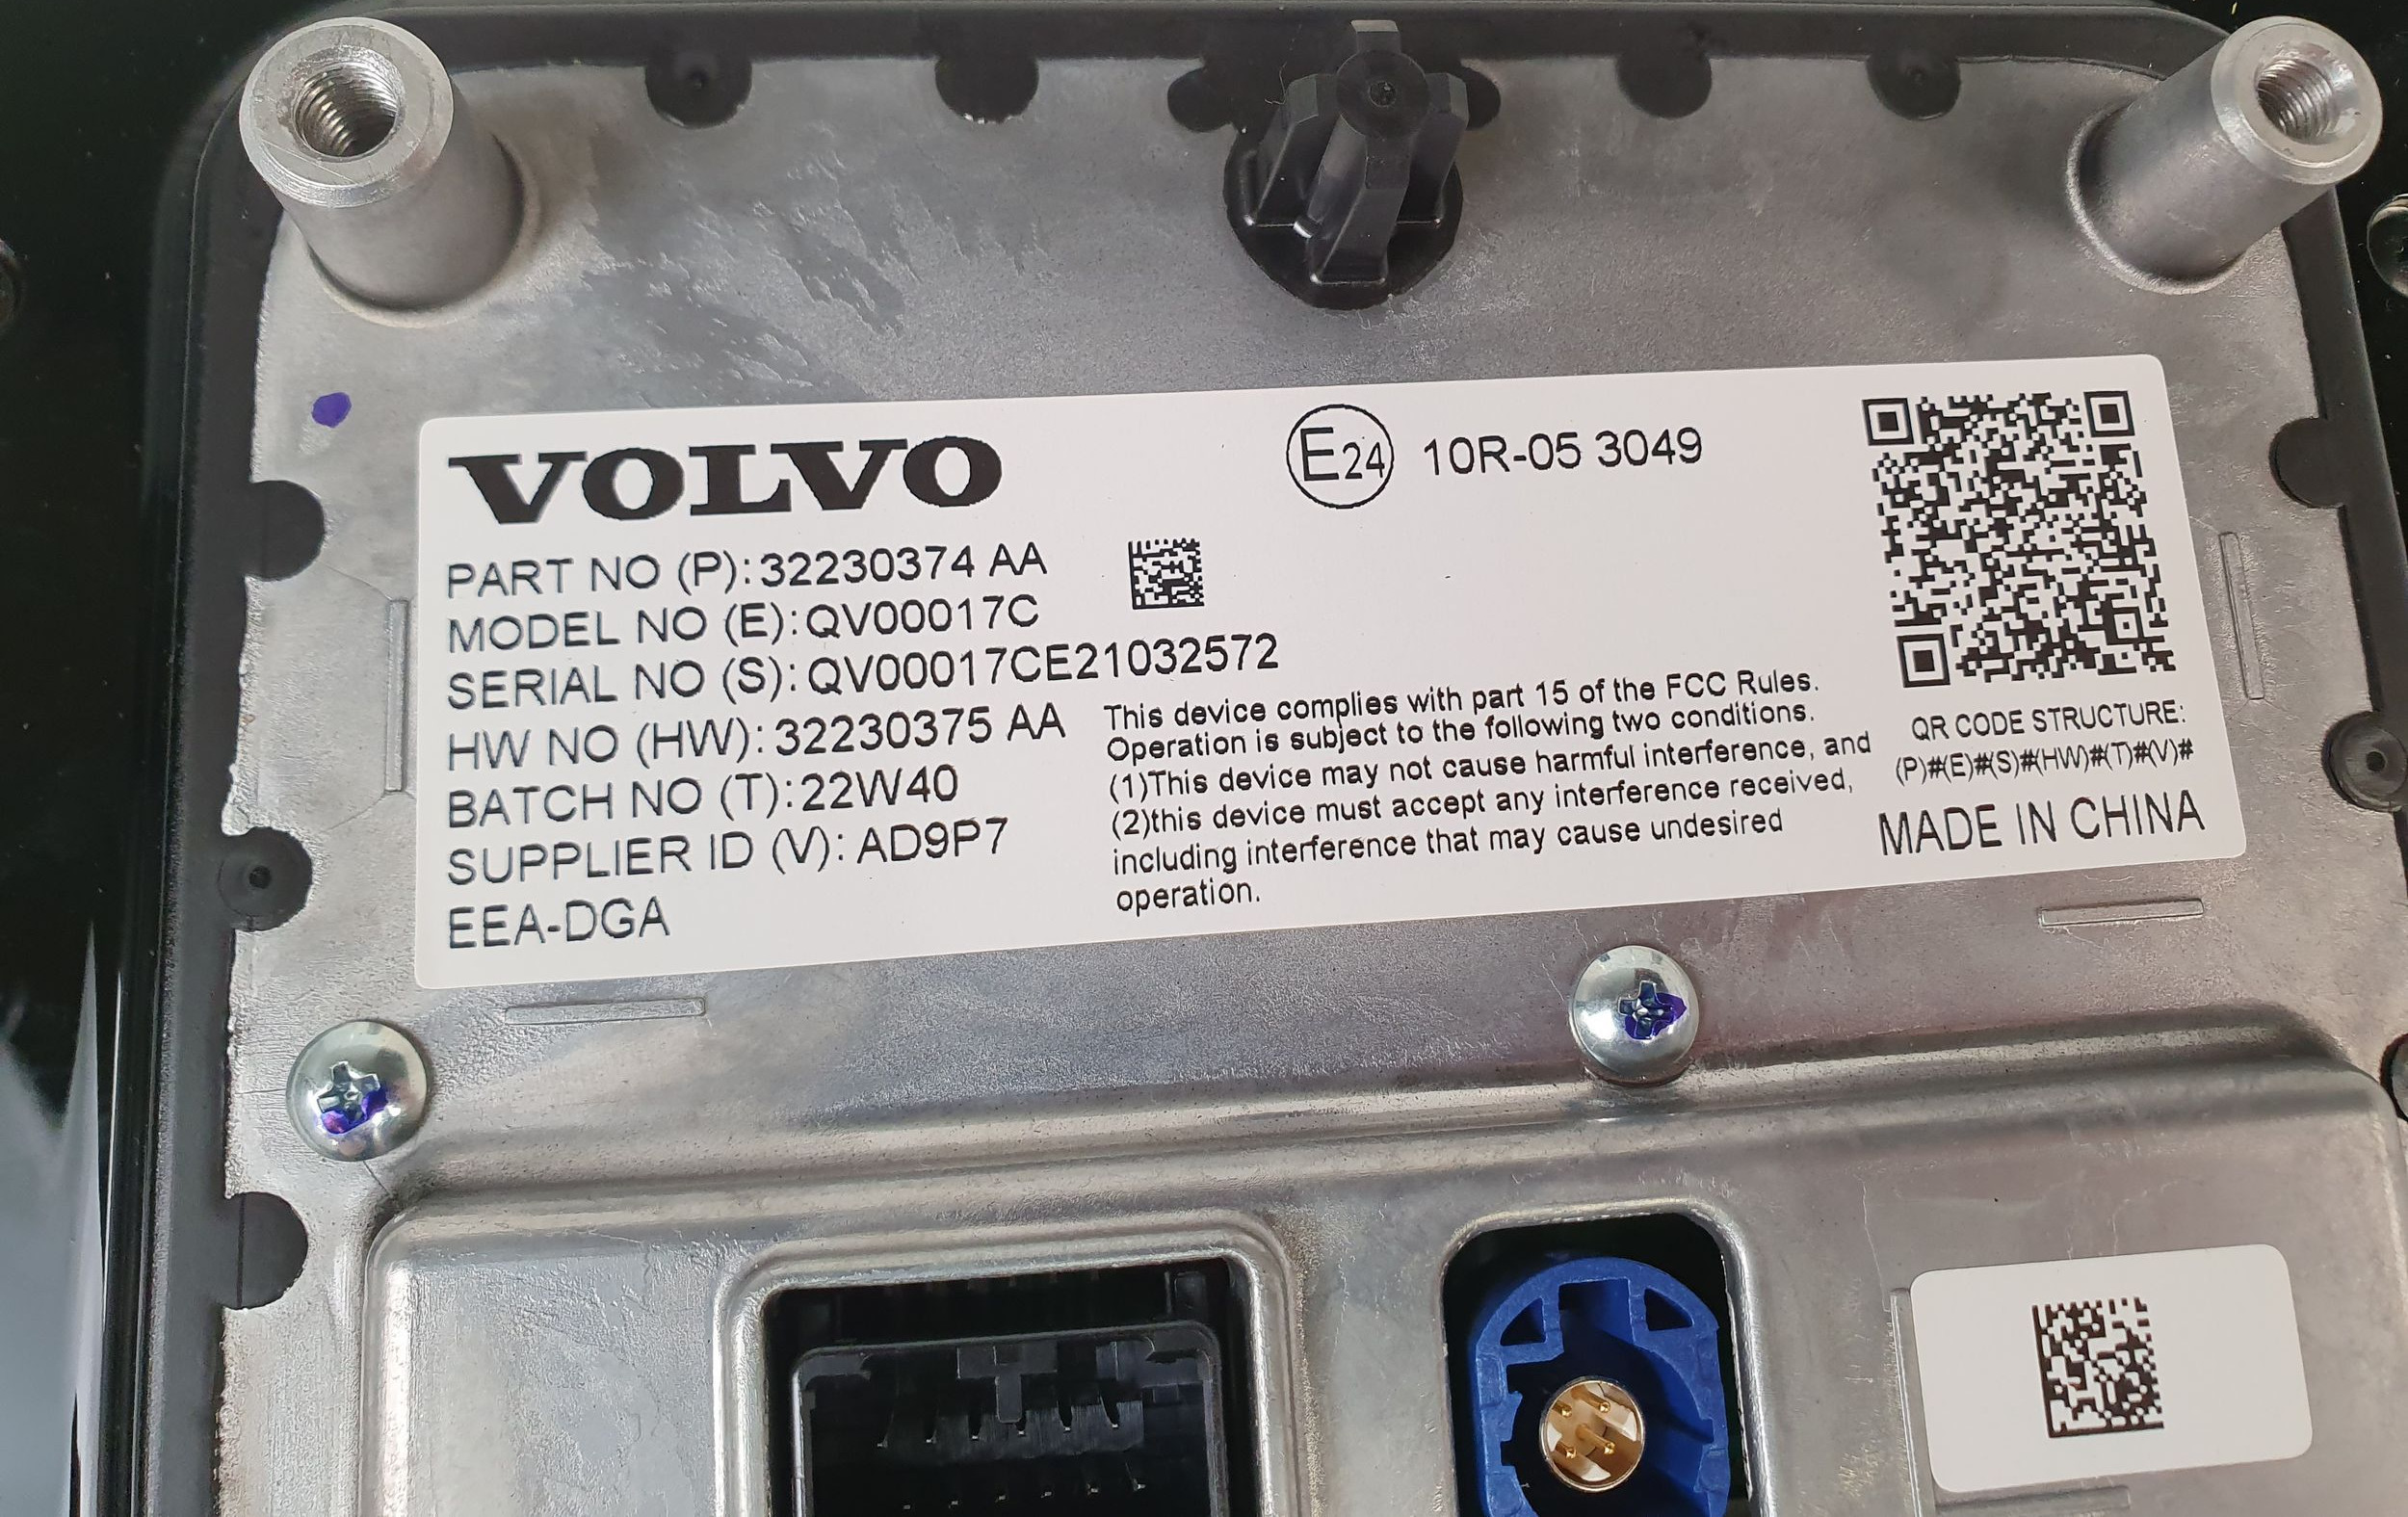 VOLVO
E24 10R-05 3049
PART NO (P):32230374 AA
MODEL NO (E):QV00017C
SERIAL NO (S):QV00017CE21032572
HW NO (HW):32230375 AA
BATCH NO (T):22W40
SUPPLIER ID (V): AD9P7
EEA-DGA
This device complies with part 15 of the FCC Rules.
Operation is subject to the following two conditions.
(1)This device may not cause harmful interference, and
(2)this device must accept any interference received,
including interference that may cause undesired
operation.
QR CODE STRUCTURE:
(P)#(E)#(S)#(HW)#(T)#(V)#
MADE IN CHINA